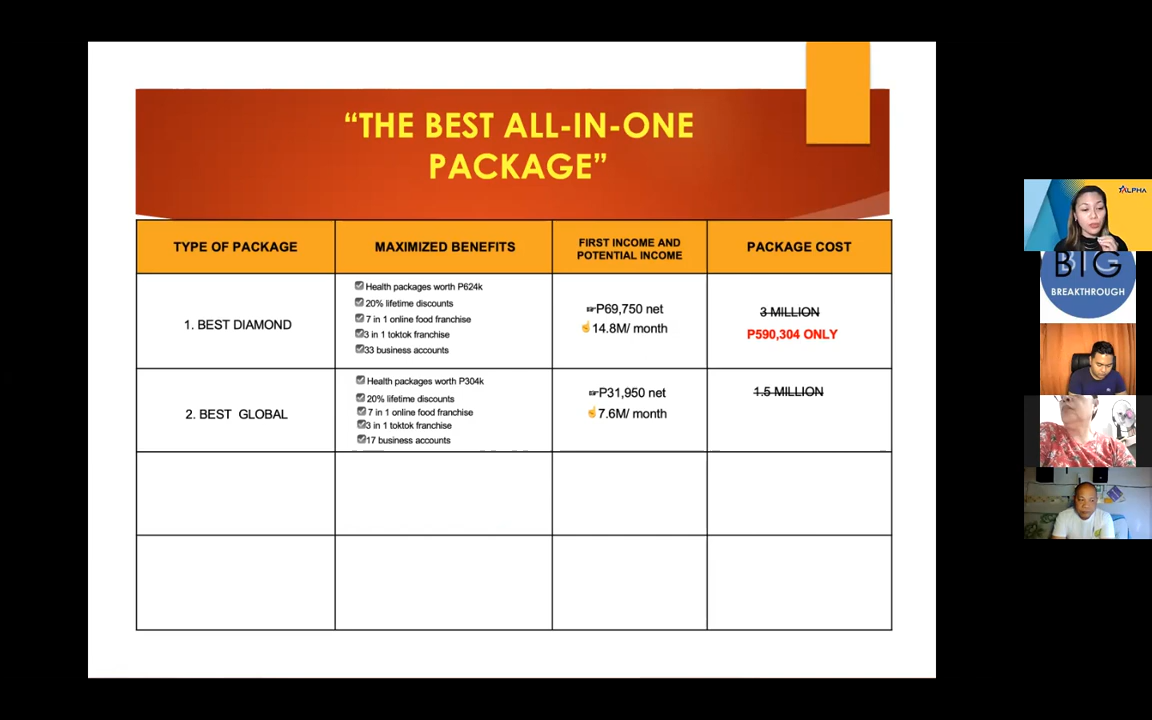 “THE BEST ALL-IN-ONE
PACKAGE”
TYPE OF PACKAGE
MAXIMIZED BENEFITS
FIRST INCOME AND
POTENTIAL INCOME
PACKAGE COST
1. BEST DIAMOND
Health packages worth P624k
20% lifetime discounts
7 in 1 online food franchise
3 in 1 toktok franchise
33 business accounts
P69,750 net
14.8M/ month
3 MILLION
P590,304 ONLY
2. BEST GLOBAL
Health packages worth P304k
20% lifetime discounts
7 in 1 online food franchise
3 in 1 toktok franchise
17 business accounts
P31,950 net
7.6M/ month
1.5 MILLION
ALPHA
BTG
BREAKTHROUGH